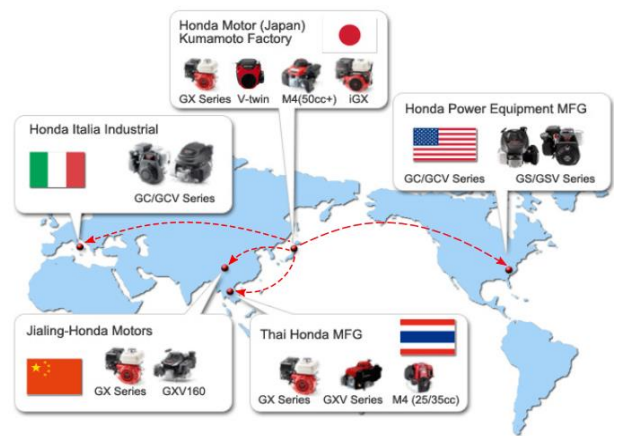 Honda Motor (Japan)
Kumamoto Factory
GX Series V-twin M4(50cc+) iGX
Honda Power Equipment MFG
GC/GCV Series GS/GSV Series
Honda Italia Industrial
GC/GCV Series
Jialing-Honda Motors
GX Series GXV160
Thai Honda MFG
GX Series GXV Series M4 (25/35cc)